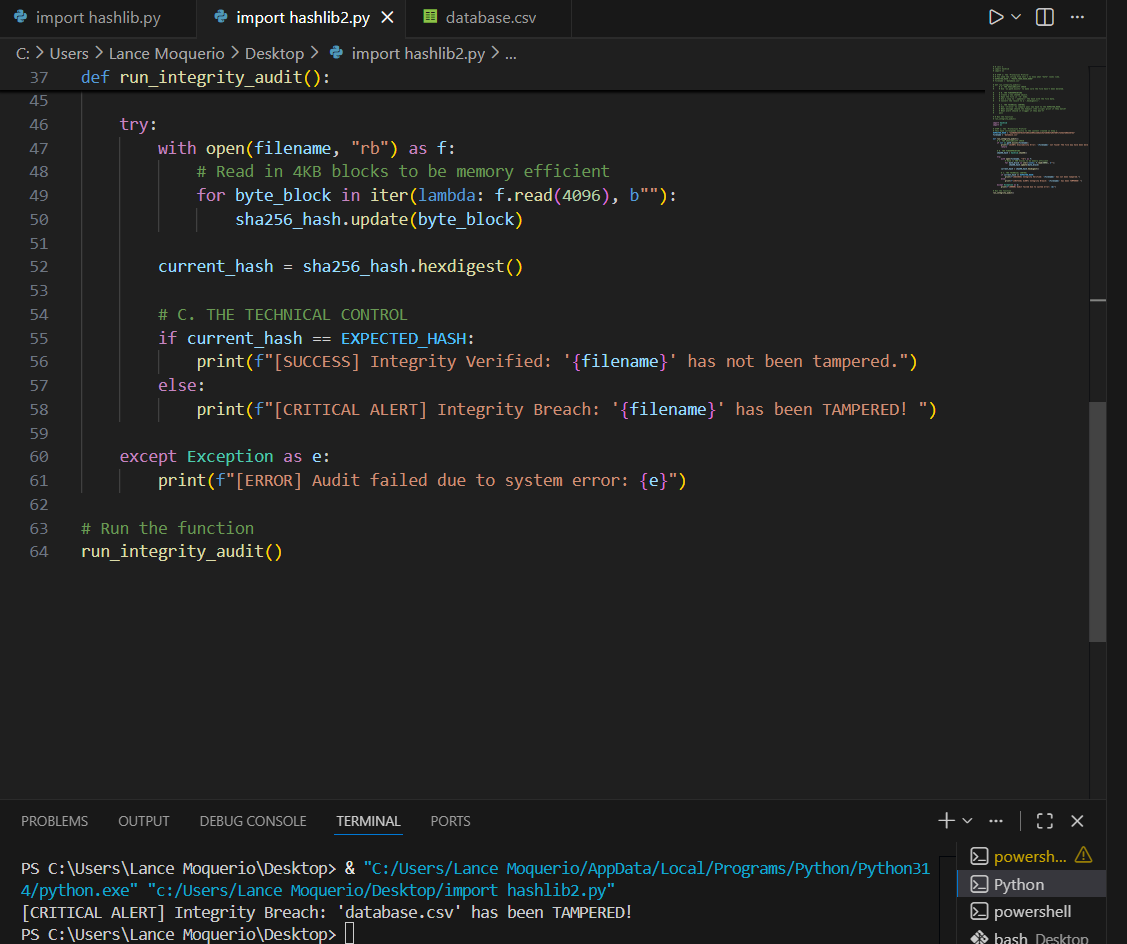 import hashlib.py
import hashlib2.py
database.csv
C: > Users > Lance Moquerio > Desktop > import hashlib2.py > ...
37 def run_integrity_audit():
45
46 try:
47 with open(filename, "rb") as f:
48 # Read in 4KB blocks to be memory efficient
49 for byte_block in iter(lambda: f.read(4096), b""):
50 sha256_hash.update(byte_block)
51
52 current_hash = sha256_hash.hexdigest()
53
54 # C. THE TECHNICAL CONTROL
55 if current_hash == EXPECTED_HASH:
56 print(f"[SUCCESS] Integrity Verified: '{filename}' has not been tampered.")
57 else:
58 print(f"[CRITICAL ALERT] Integrity Breach: '{filename}' has been TAMPERED! ")
59
60 except Exception as e:
61 print(f"[ERROR] Audit failed due to system error: {e}")
62
63 # Run the function
64 run_integrity_audit()
PROBLEMS OUTPUT DEBUG CONSOLE TERMINAL PORTS
PS C:\Users\Lance Moquerio\Desktop> & "C:/Users/Lance Moquerio/AppData/Local/Programs/Python/Python31
4/python.exe" "c:/Users/Lance Moquerio/Desktop/import hashlib2.py"
[CRITICAL ALERT] Integrity Breach: 'database.csv' has been TAMPERED!
PS C:\Users\Lance Moquerio\Desktop>
powersh...
Python
powershell
bash Desktop